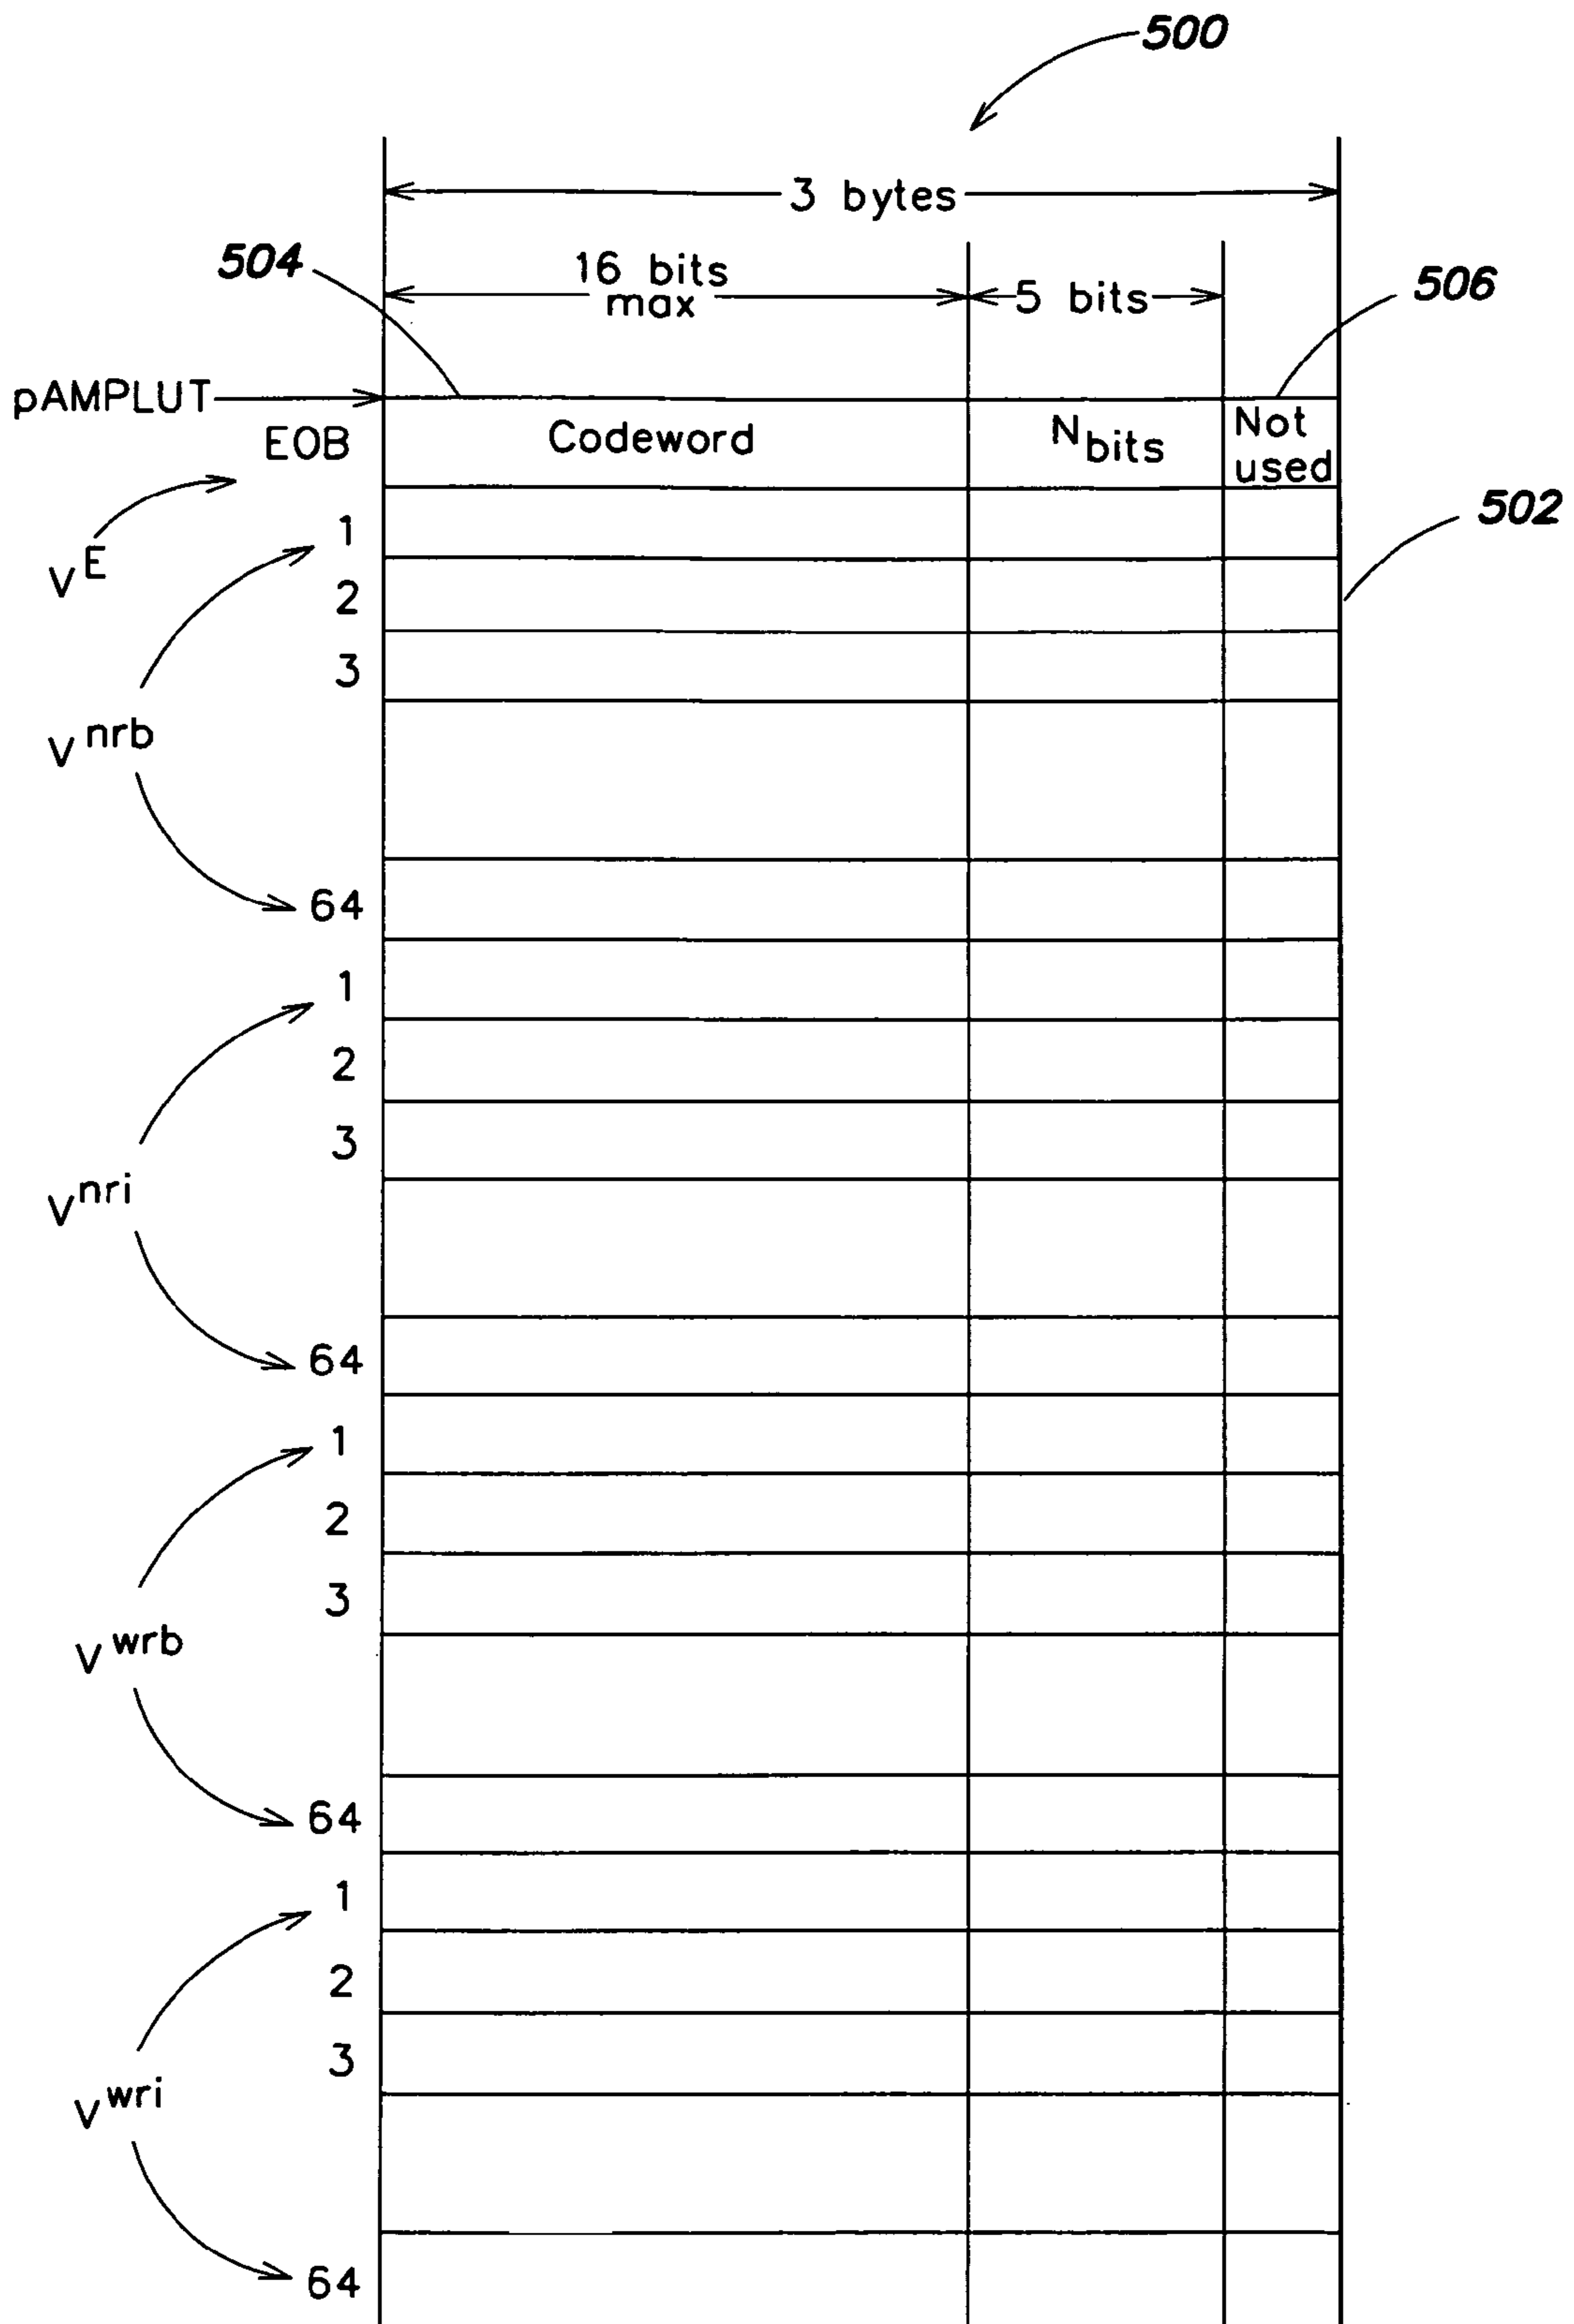 500
3 bytes
504
16 bits
max
5 bits
506
pAMPLUT
EOB
Codeword
Nbits
Not
used
502
VE
1
2
3
Vnrb
64
1
2
3
Vnri
64
1
2
3
Vwrb
64
1
2
3
Vwri
64